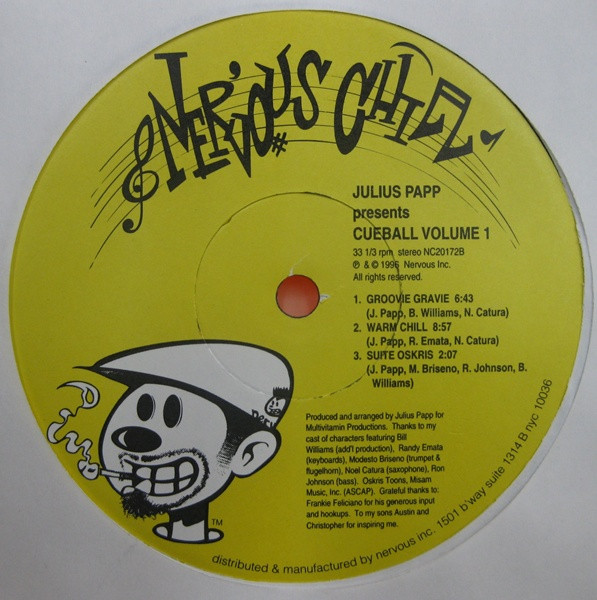 NERVOUS CHILL
JULIUS PAPP
presents
CUEBALL VOLUME 1
33 1/3 rpm stereo NC20172B
℗ & © 1996 Nervous Inc.
All rights reserved.
1. GROOVIE GRAVIE 6:43
(J. Papp, B. Williams, N. Catura)
2. WARM CHILL 8:57
(J. Papp, R. Emata, N. Catura)
3. SUITE OSKRIS 2:07
(J. Papp, M. Briseno, R. Johnson, B.
Williams)
Produced and arranged by Julius Papp for
Multivitamin Productions. Thanks to my
cast of characters featuring Bill
Williams (add'l production), Randy Emata
(keyboards), Modesto Briseno (trumpet &
flugelhorn), Noel Catura (saxophone), Ron
Johnson (bass). Oskris Toons, Misam
Music, Inc. (ASCAP). Grateful thanks to:
Frankie Feliciano for his generous input
and hookups. To my sons Austin and
Christopher for inspiring me.
TM
distributed & manufactured by nervous inc. 1501 b'way suite 1314 B nyc 10036